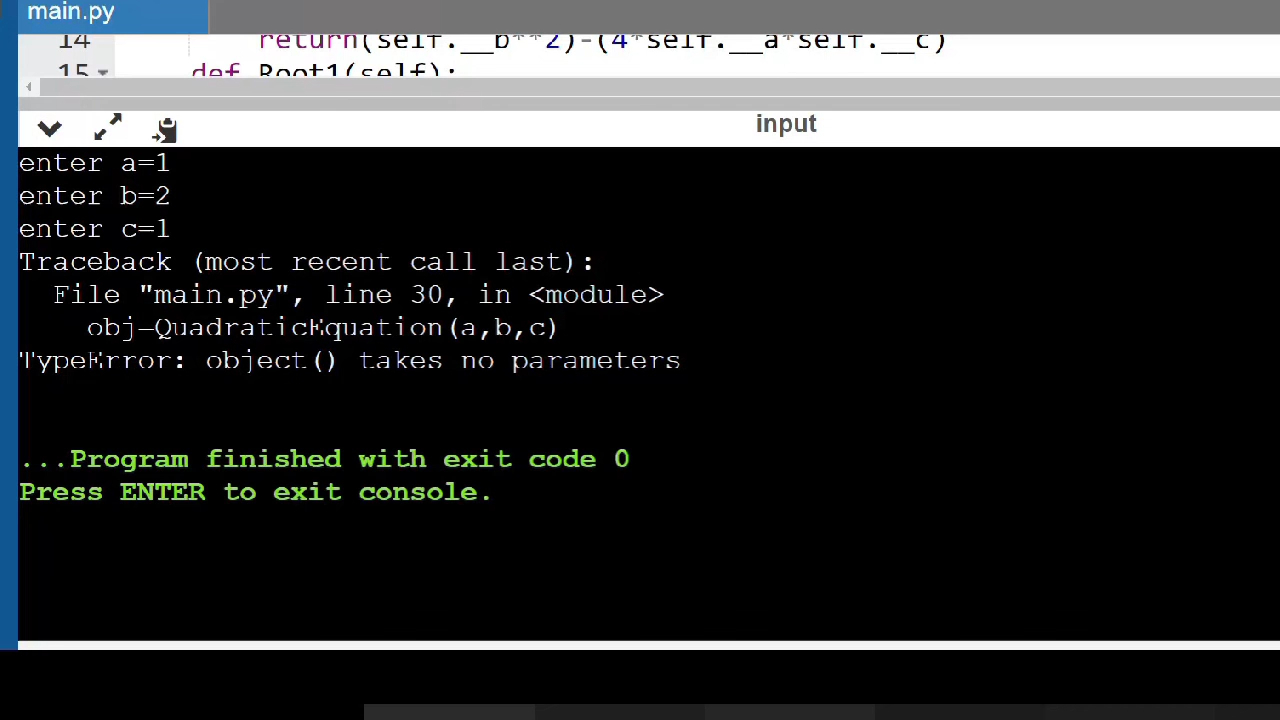 main.py
14 return(self.__b**2)-(4*self.__a*self.__c)
15 def Root1(self):
input
enter a=1
enter b=2
enter c=1
Traceback (most recent call last):
File "main.py", line 30, in <module>
obj=QuadraticEquation(a,b,c)
TypeError: object() takes no parameters
...Program finished with exit code 0
Press ENTER to exit console.